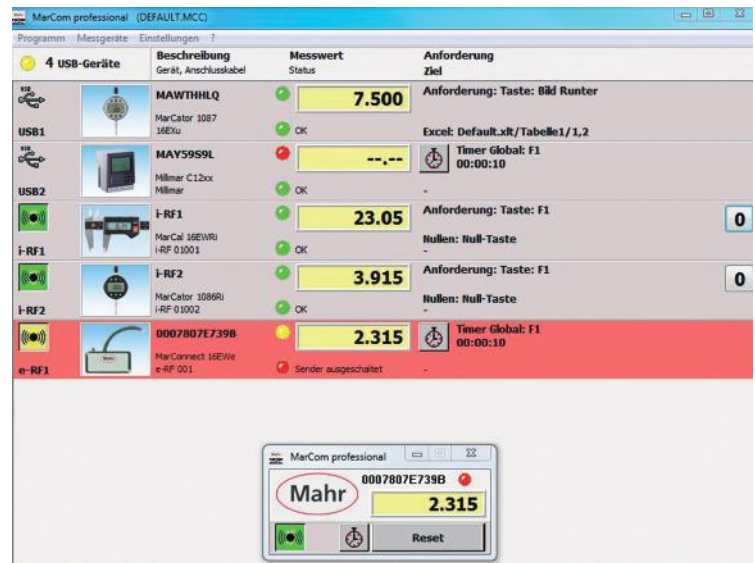 MarCom professional (DEFAULT.MCC)
Programm Messgeräte Einstellungen ?
4 USB-Geräte
Beschreibung
Gerät, Anschlusskabel
Messwert
Status
Anforderung
Ziel
USB1
MAWTHHLQ
MarCator 1087
16EXu
7.500
OK
Anforderung: Taste: Bild Runter
Excel: Default.xlt/Tabelle1/1,2
USB2
MAY59S9L
Millimar C12xx
Millimar
--.--
OK
Timer Global: F1
00:00:10
-
i-RF1
i-RF1
MarCal 16EWRi
i-RF 01001
23.05
OK
Anforderung: Taste: F1
Nullen: Null-Taste
-
0
i-RF2
i-RF2
MarCator 1086Ri
i-RF 01002
3.915
OK
Anforderung: Taste: F1
Nullen: Null-Taste
-
0
e-RF1
0007807E739B
MarConnect 16EWe
e-RF 001
2.315
Sender ausgeschaltet
Timer Global: F1
00:00:10
-
MarCom professional
Mahr
0007807E739B
2.315
Reset